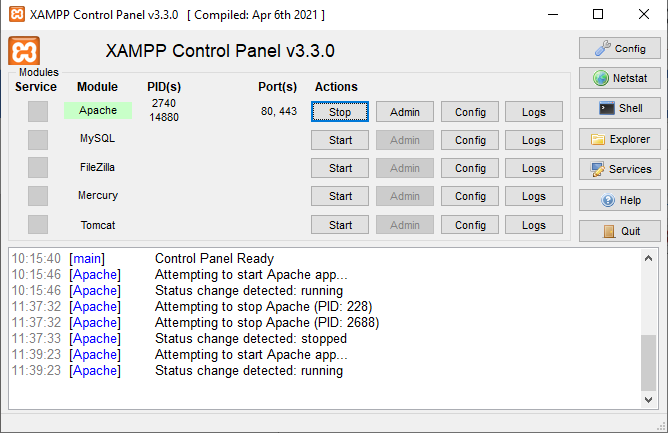 XAMPP Control Panel v3.3.0 [ Compiled: Apr 6th 2021 ]
XAMPP Control Panel v3.3.0
Config
Modules
Service Module PID(s) Port(s) Actions
Netstat
Apache 2740 14880 80, 443 Stop Admin Config Logs
Shell
MySQL Start Admin Config Logs
Explorer
FileZilla Start Admin Config Logs
Services
Mercury Start Admin Config Logs
Help
Tomcat Start Admin Config Logs
Quit
10:15:40 [main] Control Panel Ready
10:15:46 [Apache] Attempting to start Apache app...
10:15:46 [Apache] Status change detected: running
11:37:32 [Apache] Attempting to stop Apache (PID: 228)
11:37:32 [Apache] Attempting to stop Apache (PID: 2688)
11:37:33 [Apache] Status change detected: stopped
11:39:23 [Apache] Attempting to start Apache app...
11:39:23 [Apache] Status change detected: running